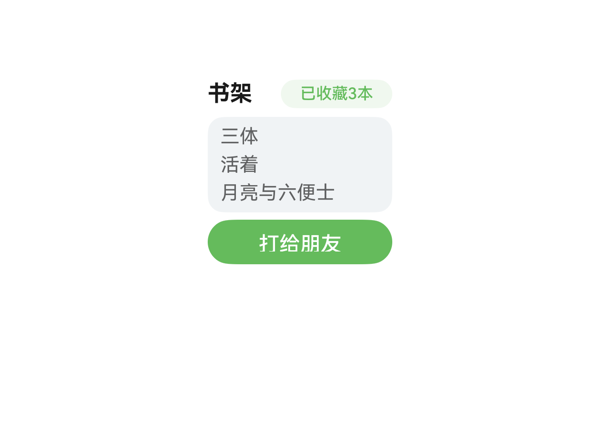 书架
已收藏3本
三体
活着
月亮与六便士
打给朋友